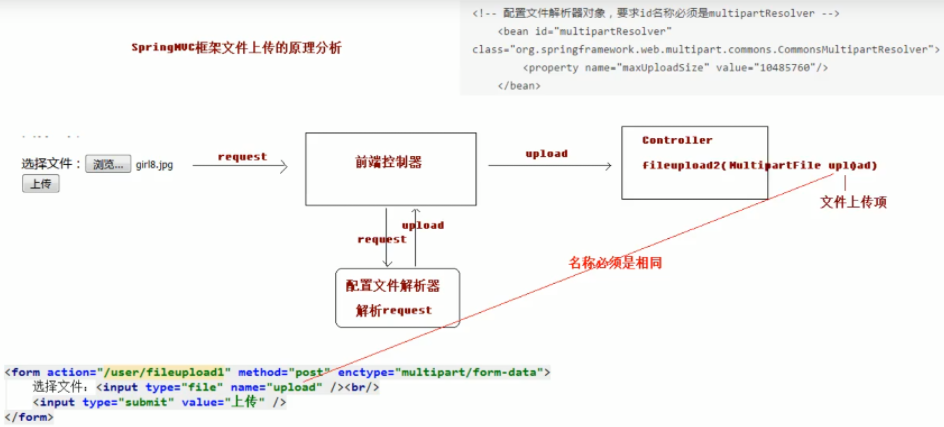 SpringMVC框架文件上传的原理分析
<!-- 配置文件解析器对象，要求id名称必须是multipartResolver -->
<bean id="multipartResolver"
class="org.springframework.web.multipart.commons.CommonsMultipartResolver">
<property name="maxUploadSize" value="10485760"/>
</bean>
选择文件： 浏览... girl8.jpg
上传
request
前端控制器
upload
Controller
fileupload2(MultipartFile upload)
文件上传项
request
upload
名称必须是相同
配置文件解析器
解析request
<form action="/user/fileupload1" method="post" enctype="multipart/form-data">
选择文件：<input type="file" name="upload" /><br/>
<input type="submit" value="上传" />
</form>